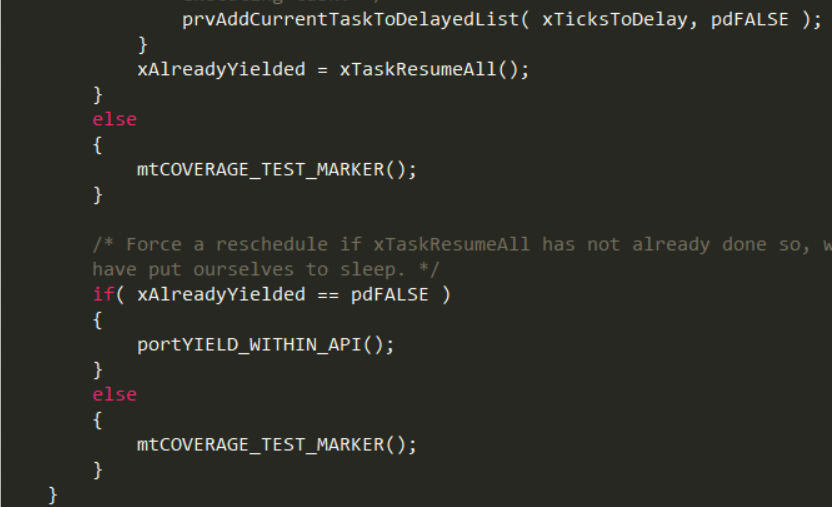 prvAddCurrentTaskToDelayedList( xTicksToDelay, pdFALSE );
}
xAlreadyYielded = xTaskResumeAll();
}
else
{
mtCOVERAGE_TEST_MARKER();
}
/* Force a reschedule if xTaskResumeAll has not already done so, w
have put ourselves to sleep. */
if( xAlreadyYielded == pdFALSE )
{
portYIELD_WITHIN_API();
}
else
{
mtCOVERAGE_TEST_MARKER();
}
}